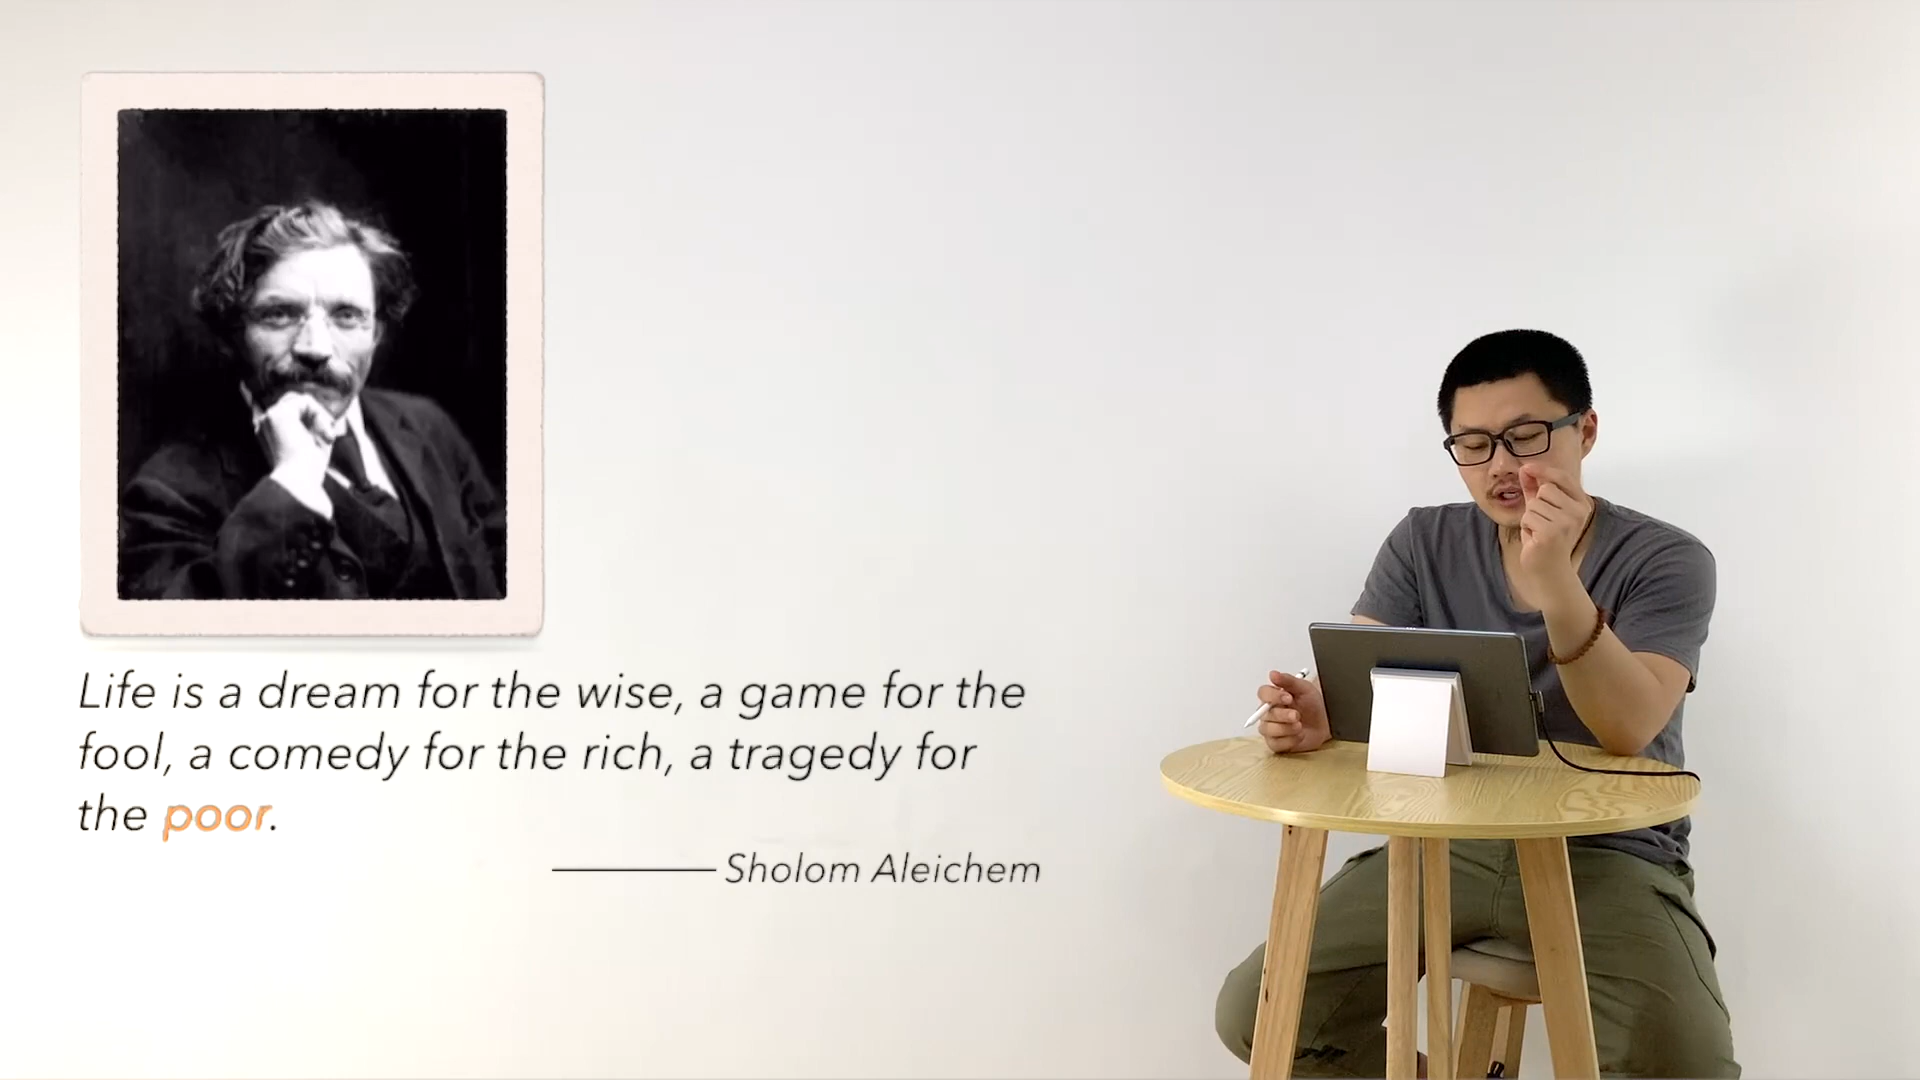 Life is a dream for the wise, a game for the
fool, a comedy for the rich, a tragedy for
the poor.
———Sholom Aleichem